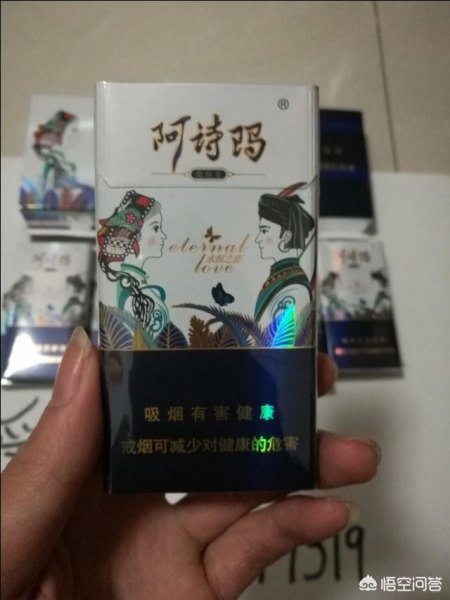 阿诗玛
®
eternal
永恒之恋
love
吸烟有害健康
戒烟可减少对健康的危害
1319
悟空问答